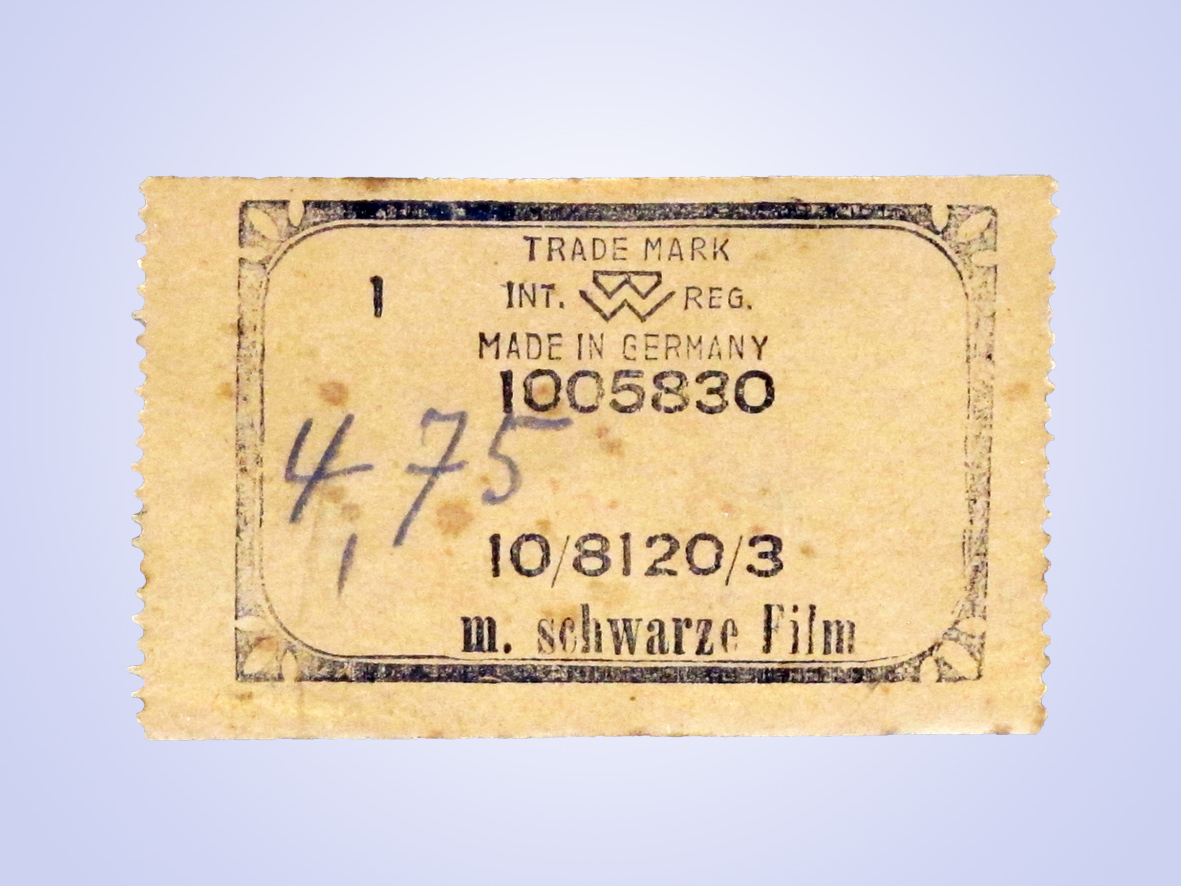 TRADE MARK
1 INT. REG.
MADE IN GERMANY
1005830
4,75
10/8120/3
m. schwarze Film